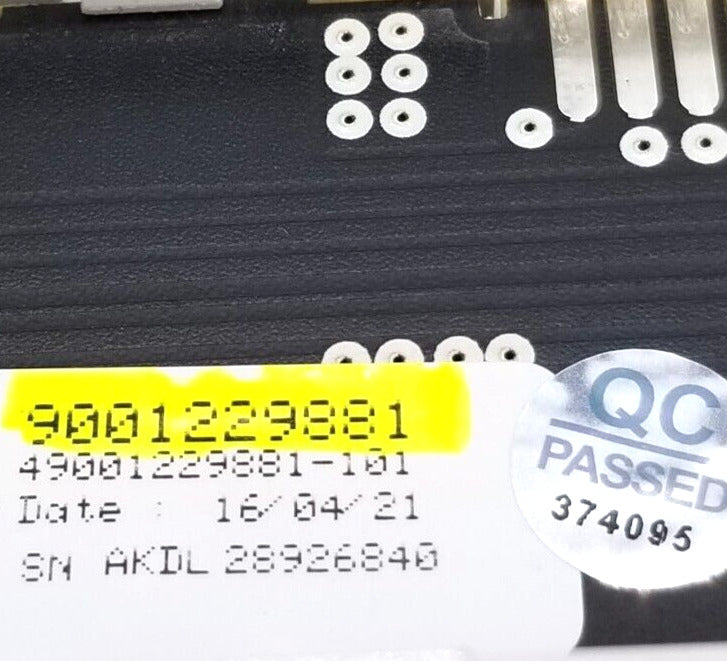 9001229881
49001229881-101
Date : 16/04/21
SN AKDL 28926840
QC
PASSED
374095